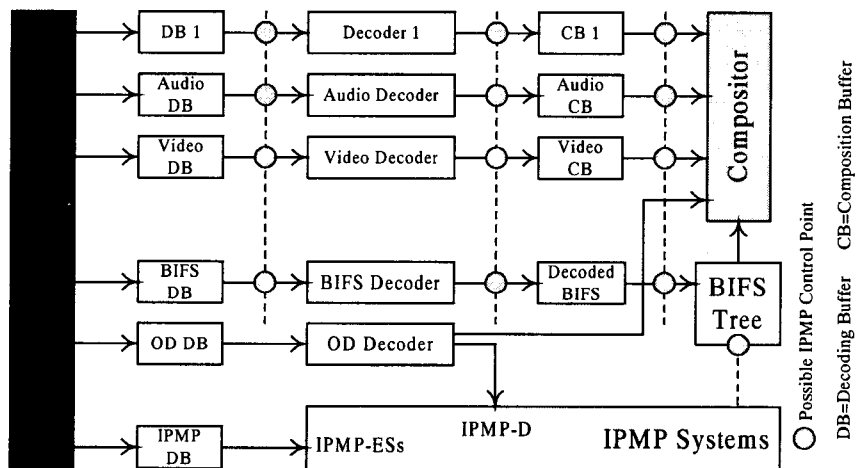 DB 1
Decoder 1
CB 1
Audio
DB
Audio Decoder
Audio
CB
Video
DB
Video Decoder
Video
CB
Compositor
BIFS
DB
BIFS Decoder
Decoded
BIFS
BIFS
Tree
OD DB
OD Decoder
IPMP
DB
IPMP-ESs
IPMP-D
IPMP Systems
Possible IPMP Control Point
DB=Decoding Buffer
CB=Composition Buffer